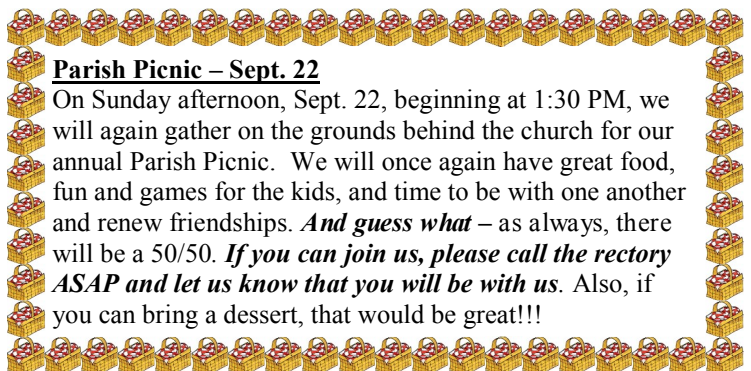 Parish Picnic – Sept. 22
On Sunday afternoon, Sept. 22, beginning at 1:30 PM, we
will again gather on the grounds behind the church for our
annual Parish Picnic.  We will once again have great food,
fun and games for the kids, and time to be with one another
and renew friendships. And guess what – as always, there
will be a 50/50. If you can join us, please call the rectory
ASAP and let us know that you will be with us. Also, if
you can bring a dessert, that would be great!!!